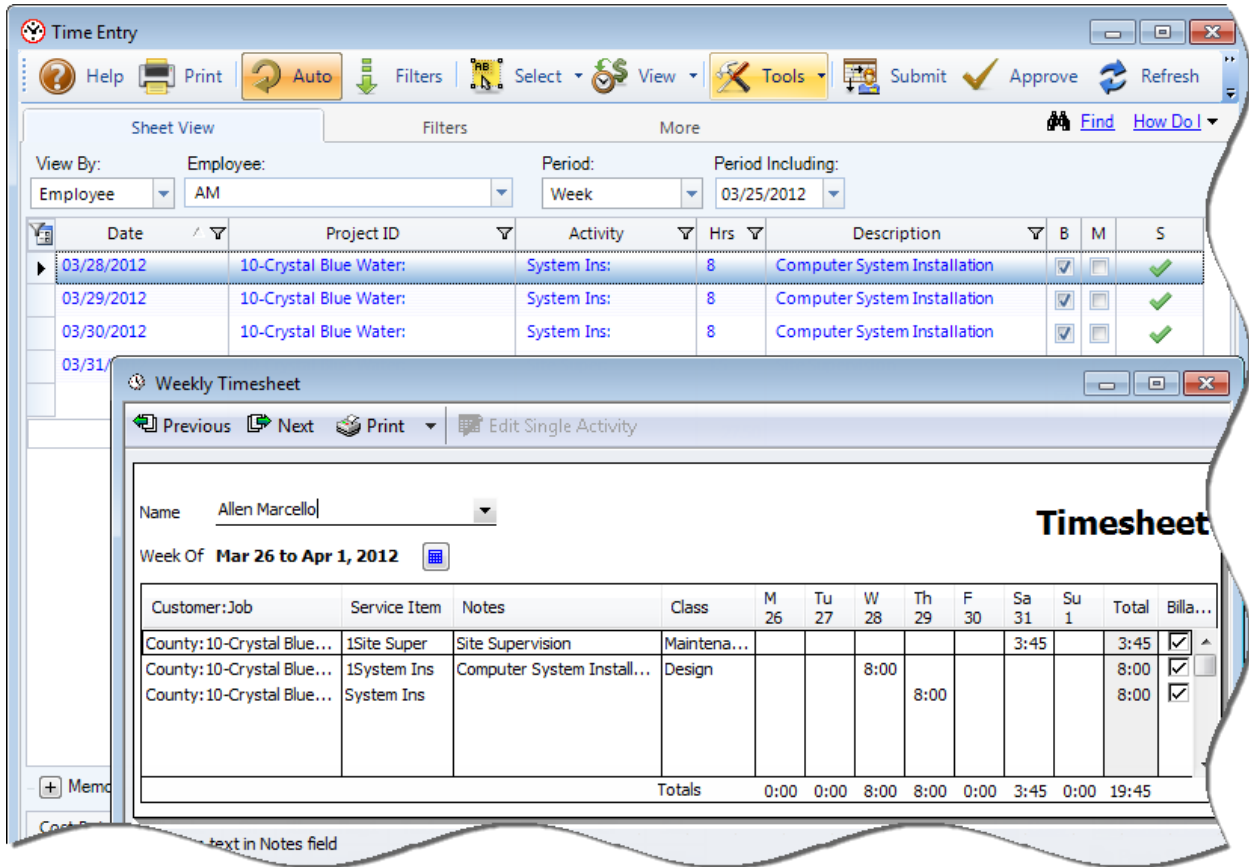 Time Entry
Help Print Auto Filters Select View Tools Submit Approve Refresh
Sheet View Filters More Find How Do I
View By: Employee: Period: Period Including:
Employee AM Week 03/25/2012
Date Project ID Activity Hrs Description B M S
03/28/2012 10-Crystal Blue Water: System Ins: 8 Computer System Installation
03/29/2012 10-Crystal Blue Water: System Ins: 8 Computer System Installation
03/30/2012 10-Crystal Blue Water: System Ins: 8 Computer System Installation
03/31/
Weekly Timesheet
Previous Next Print Edit Single Activity
Name Allen Marcello
Timesheet
Week Of Mar 26 to Apr 1, 2012
Customer:Job Service Item Notes Class M 26 Tu 27 W 28 Th 29 F 30 Sa 31 Su 1 Total Billa...
County:10-Crystal Blue... 1Site Super Site Supervision Maintena... 3:45 3:45
County:10-Crystal Blue... 1System Ins Computer System Install... Design 8:00 8:00
County:10-Crystal Blue... System Ins 8:00 8:00
Totals 0:00 0:00 8:00 8:00 0:00 3:45 0:00 19:45
Memo
text in Notes field